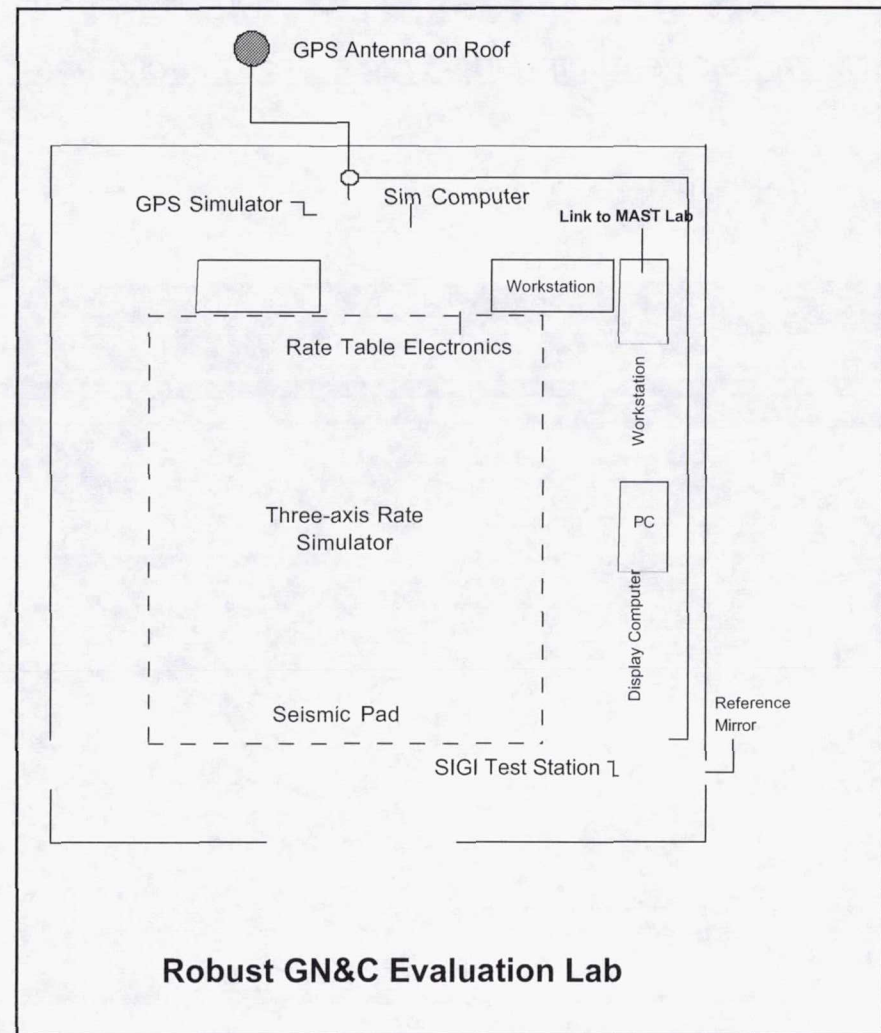 GPS Antenna on Roof
GPS Simulator
Sim Computer
Link to MAST Lab
Workstation
Rate Table Electronics
Workstation
Three-axis Rate
Simulator
PC
Display Computer
Seismic Pad
Reference
Mirror
SIGI Test Station
Robust GN&C Evaluation Lab